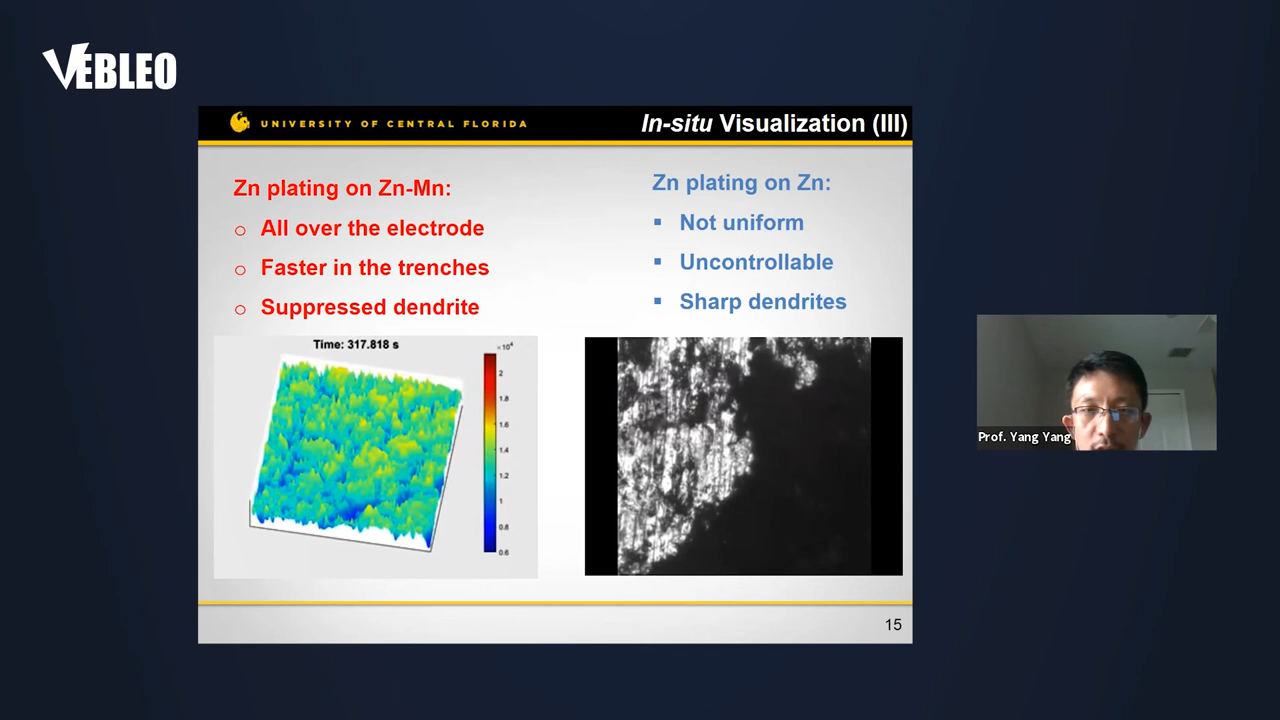 VEBLEO
UNIVERSITY OF CENTRAL FLORIDA
In-situ Visualization (III)
Zn plating on Zn-Mn:
o All over the electrode
o Faster in the trenches
o Suppressed dendrite
Zn plating on Zn:
▪ Not uniform
▪ Uncontrollable
▪ Sharp dendrites
Time: 317.818 s
×10⁴
2
1.8
1.6
1.4
1.2
1
0.8
0.6
Prof. Yang Yang
15